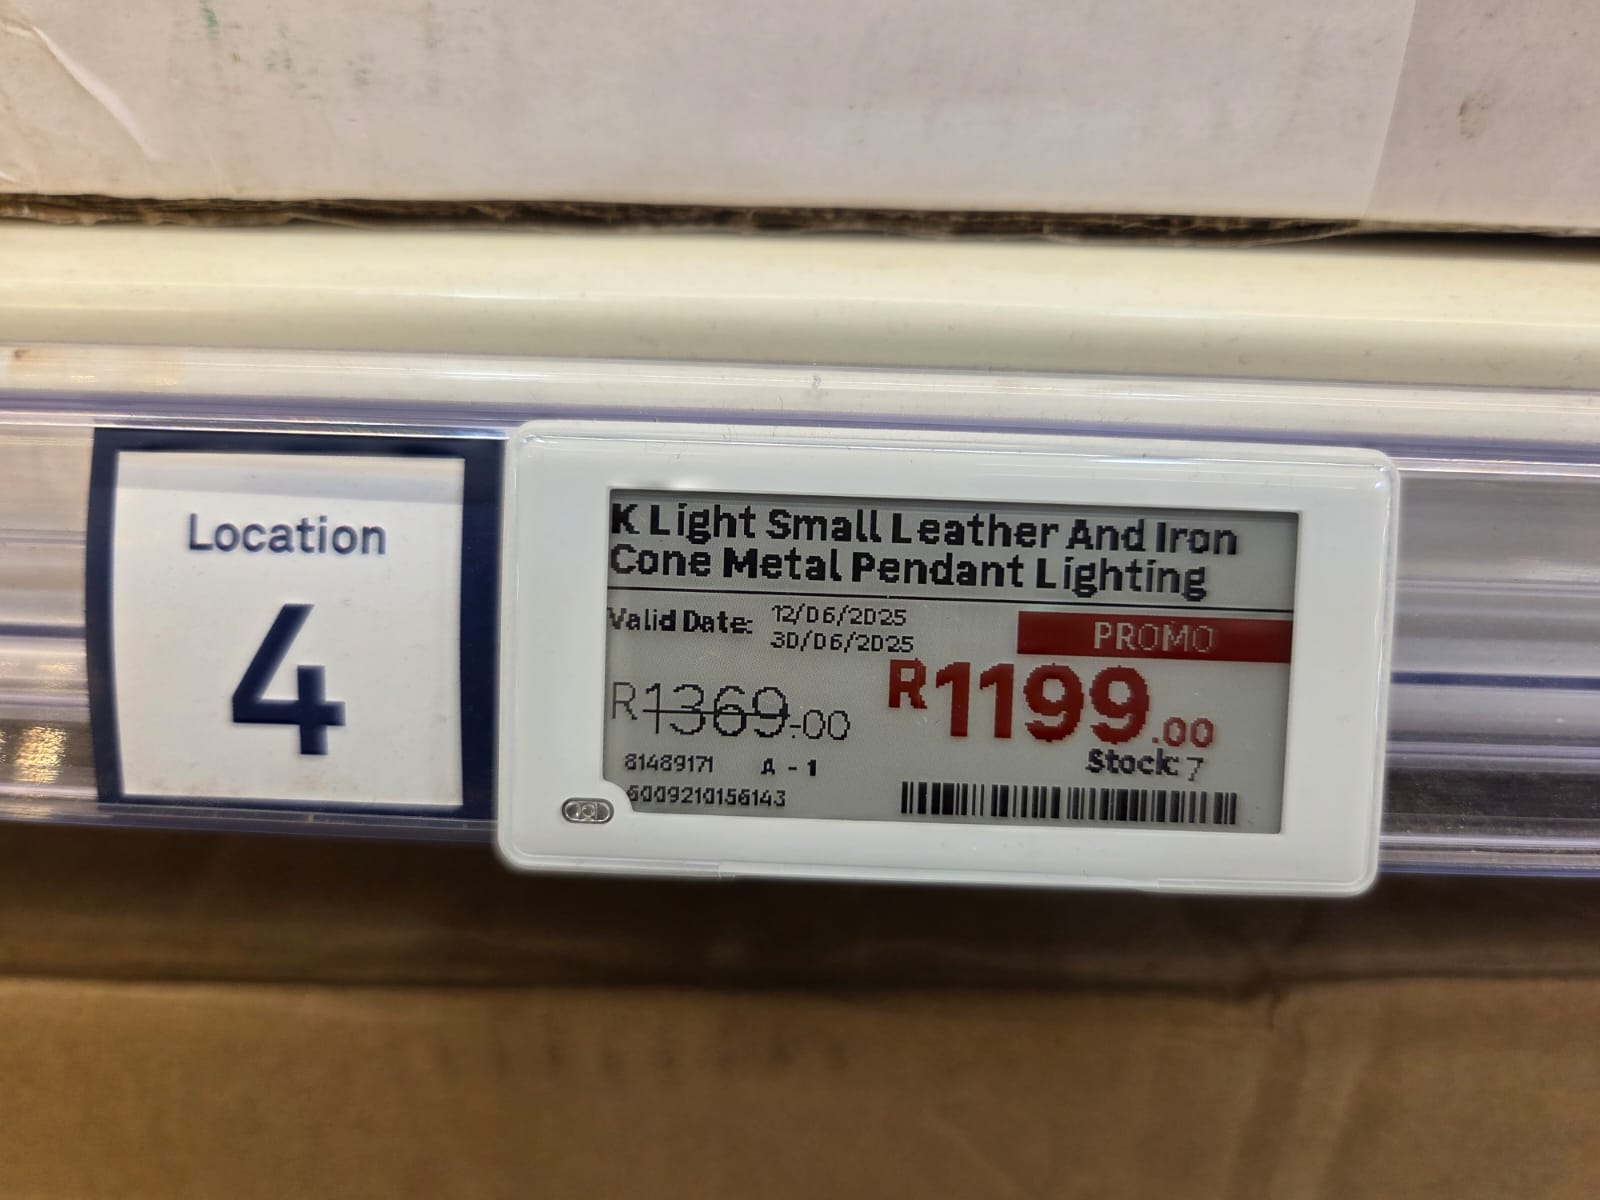 Location
4
K Light Small Leather And Iron
Cone Metal Pendant Lighting
Valid Date: 12/06/2025
30/06/2025
PROMO
R1369.00
R1199.00
Stock: 7
81489171 A - 1
6009210156143